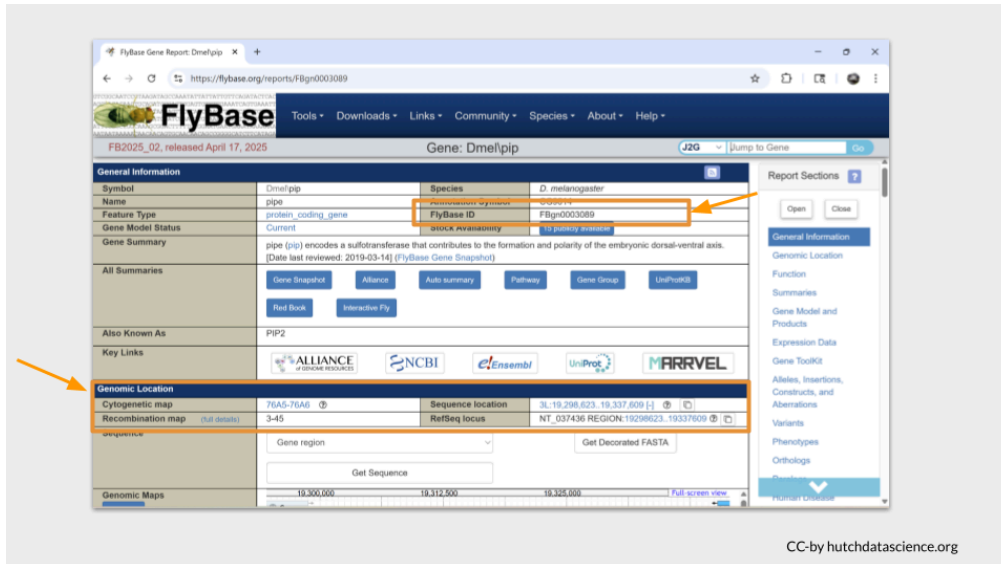 FlyBase Gene Report: Dmel\pip × +
https://flybase.org/reports/FBgn0003089
FlyBase Tools Downloads Links Community Species About Help
FB2025_02, released April 17, 2025 Gene: Dmel\pip J2G Jump to Gene Go
General Information
Symbol Dmel\pip Species D. melanogaster
Name pipe Annotation Symbol CG9614
Feature Type protein_coding_gene FlyBase ID FBgn0003089
Gene Model Status Current Stock Availability 15 publicly available
Gene Summary pipe (pip) encodes a sulfotransferase that contributes to the formation and polarity of the embryonic dorsal-ventral axis.
[Date last reviewed: 2019-03-14] (FlyBase Gene Snapshot)
All Summaries Gene Snapshot Alliance Auto summary Pathway Gene Group UniProtKB
Red Book Interactive Fly
Also Known As PIP2
Key Links ALLIANCE of GENOME RESOURCES NCBI e!Ensembl UniProt MARRVEL
Genomic Location
Cytogenetic map 76A5-76A6 Sequence location 3L:19,298,623..19,337,609 [-]
Recombination map (full details) 3-45 RefSeq locus NT_037436 REGION:19298623..19337609
Sequence Gene region Get Decorated FASTA
Get Sequence
Genomic Maps 19,300,000 19,312,500 19,325,000 Full-screen view
Report Sections ?
Open Close
General Information
Genomic Location
Function
Summaries
Gene Model and
Products
Expression Data
Gene ToolKit
Alleles, Insertions,
Constructs, and
Aberrations
Variants
Phenotypes
Orthologs
Human Disease
CC-by hutchdatascience.org